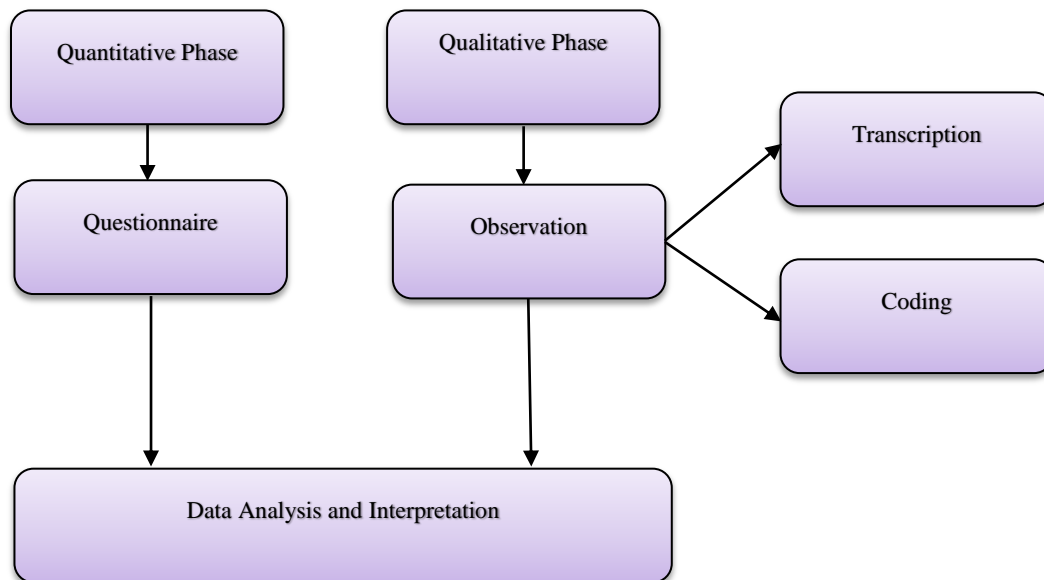 Quantitative Phase
Qualitative Phase
Transcription
Questionnaire
Observation
Coding
Data Analysis and Interpretation